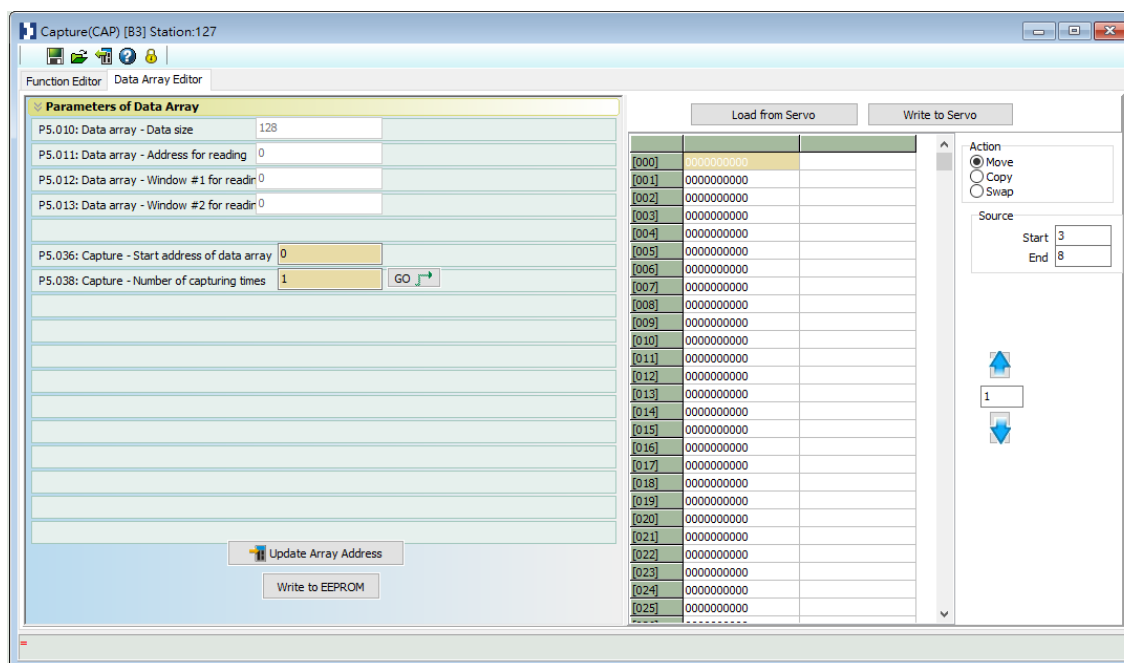 Capture(CAP) [B3] Station:127
Function Editor Data Array Editor
Parameters of Data Array
P5.010: Data array - Data size 128
P5.011: Data array - Address for reading 0
P5.012: Data array - Window #1 for readin 0
P5.013: Data array - Window #2 for readin 0
P5.036: Capture - Start address of data array 0
P5.038: Capture - Number of capturing times 1 GO
Update Array Address
Write to EEPROM
Load from Servo Write to Servo
[000] 0000000000
[001] 0000000000
[002] 0000000000
[003] 0000000000
[004] 0000000000
[005] 0000000000
[006] 0000000000
[007] 0000000000
[008] 0000000000
[009] 0000000000
[010] 0000000000
[011] 0000000000
[012] 0000000000
[013] 0000000000
[014] 0000000000
[015] 0000000000
[016] 0000000000
[017] 0000000000
[018] 0000000000
[019] 0000000000
[020] 0000000000
[021] 0000000000
[022] 0000000000
[023] 0000000000
[024] 0000000000
[025] 0000000000
Action
Move
Copy
Swap
Source
Start 3
End 8
1
=